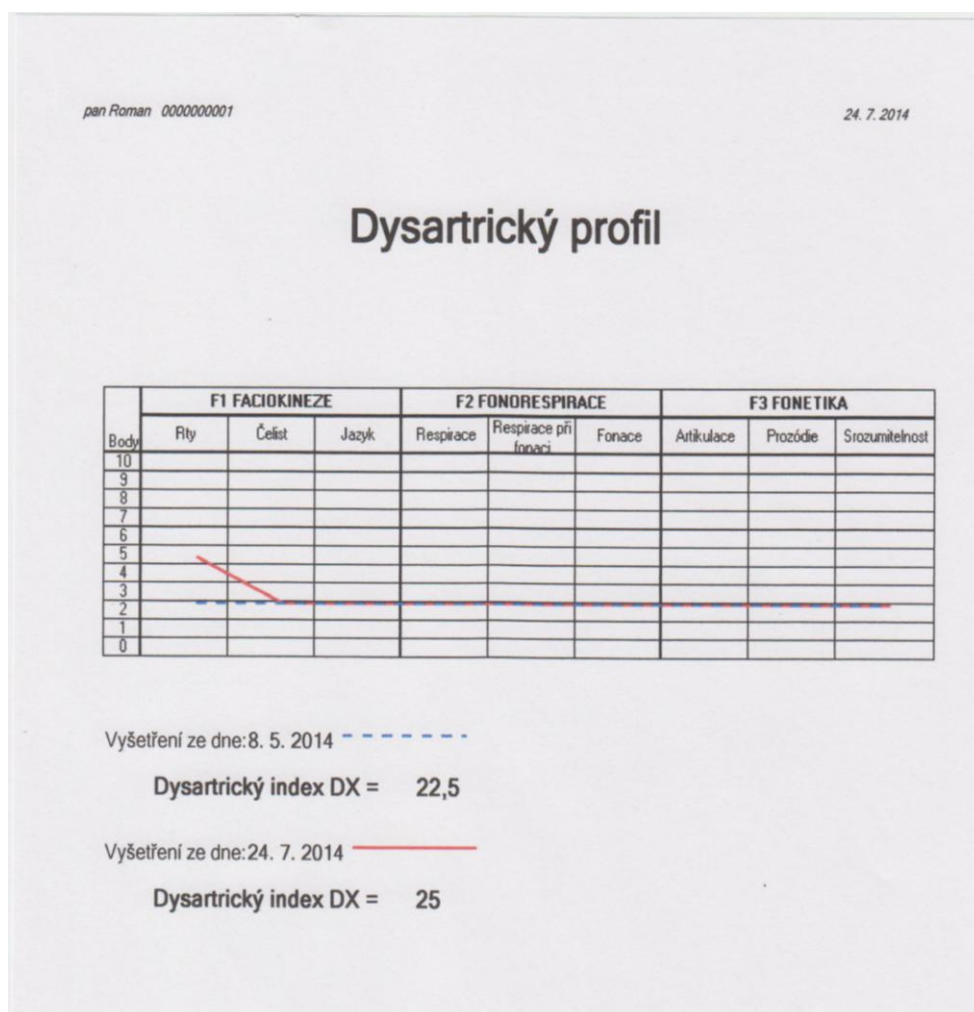 pan Roman 0000000001 24. 7. 2014
Dysartrický profil
F1 FACIOKINEZE F2 FONORESPIRACE F3 FONETIKA
Body Rty Čelist Jazyk Respirace Respirace při fonaci Fonace Artikulace Prozódie Srozumitelnost
10
9
8
7
6
5
4
3
2
1
0
Vyšetření ze dne:8. 5. 2014
Dysartrický index DX = 22,5
Vyšetření ze dne:24. 7. 2014
Dysartrický index DX = 25